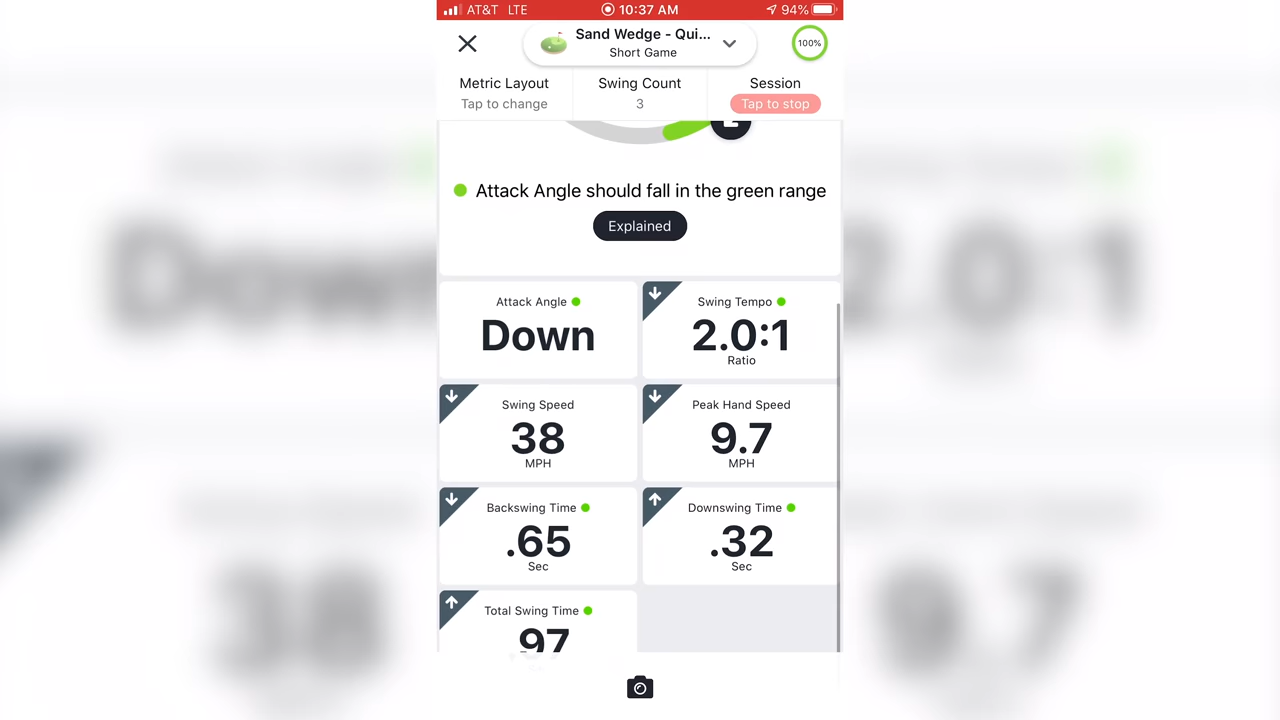 AT&T LTE 10:37 AM 94%
Sand Wedge - Qui...
Short Game
100%
Metric Layout Swing Count Session
Tap to change 3 Tap to stop
Attack Angle should fall in the green range
Explained
Attack Angle Swing Tempo
Down 2.0:1
Ratio
Swing Speed Peak Hand Speed
38 9.7
MPH MPH
Backswing Time Downswing Time
.65 .32
Sec Sec
Total Swing Time
.97